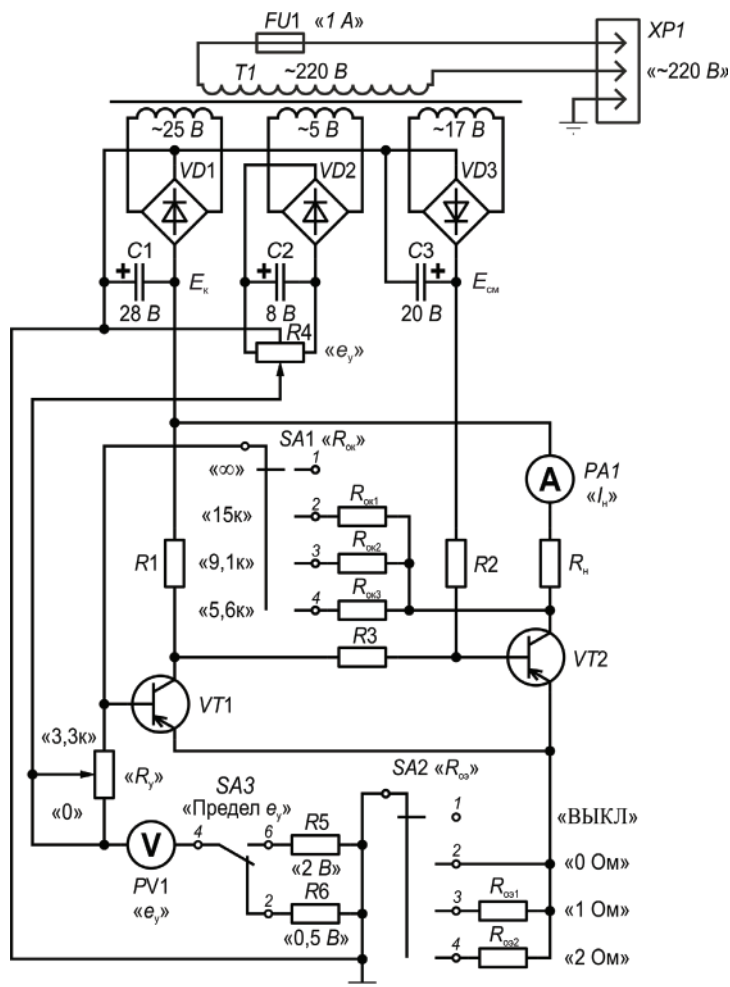 FU1 «1 А»
XP1
T1 ~220 В
«~220 В»
~25 В
~5 В
~17 В
VD1
VD2
VD3
C1
C2
C3
+
+
+
Eк
Eсм
28 В
8 В
20 В
R4
«eу»
SA1 «Rок»
«∞»
1
«15к»
2
Rок1
«9,1к»
3
Rок2
«5,6к»
4
Rок3
A
PA1
«Iн»
R1
R2
Rн
R3
VT1
VT2
«3,3к»
«Rу»
«0»
SA3
«Предел eу»
SA2 «Rоэ»
V
PV1
«eу»
4
6
R5
«2 В»
2
R6
«0,5 В»
1
«ВЫКЛ»
2
«0 Ом»
3
Rоэ1
«1 Ом»
4
Rоэ2
«2 Ом»